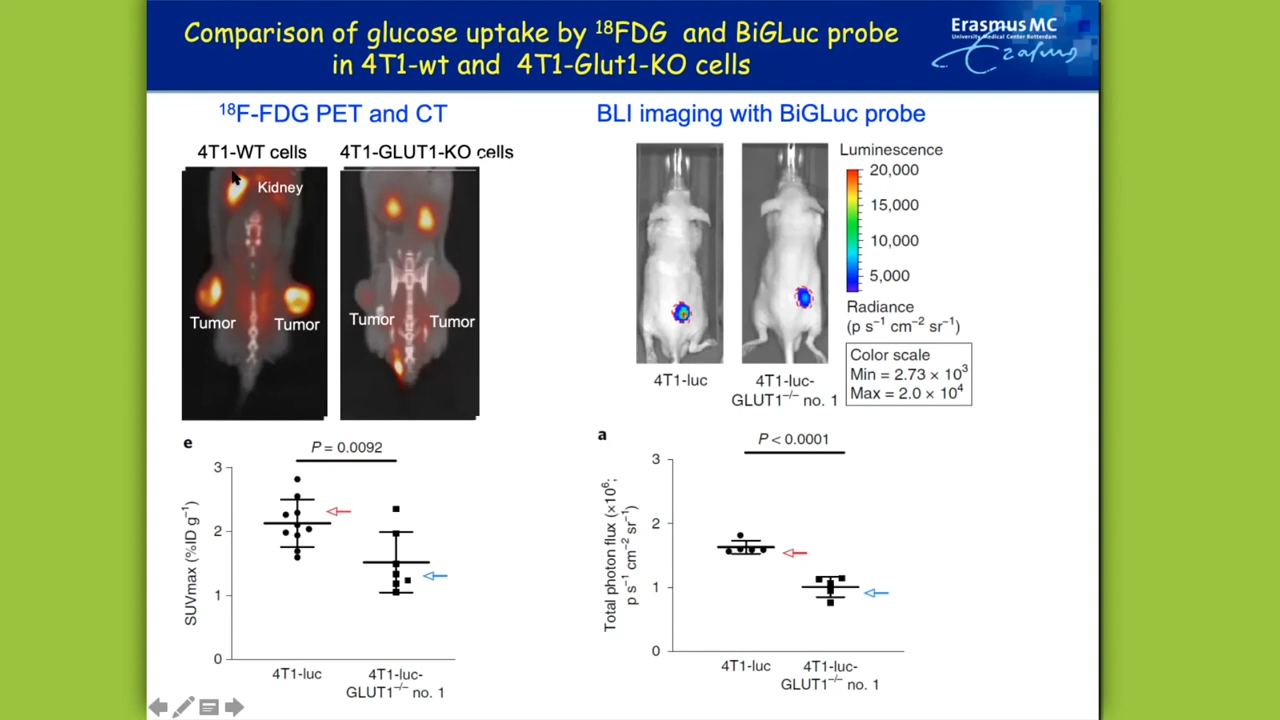 Comparison of glucose uptake by ¹⁸FDG and BiGLuc probe
in 4T1-wt and 4T1-Glut1-KO cells
Erasmus MC
University Medical Center Rotterdam
Erasmus
¹⁸F-FDG PET and CT
4T1-WT cells
4T1-GLUT1-KO cells
Kidney
Tumor
Tumor
Tumor
Tumor
BLI imaging with BiGLuc probe
Luminescence
20,000
15,000
10,000
5,000
Radiance
(p s⁻¹ cm⁻² sr⁻¹)
Color scale
Min = 2.73 × 10³
Max = 2.0 × 10⁴
4T1-luc
4T1-luc-
GLUT1⁻/⁻ no. 1
e
P = 0.0092
SUVmax (%ID g⁻¹)
3
2
1
0
4T1-luc
4T1-luc-
GLUT1⁻/⁻ no. 1
a
P < 0.0001
Total photon flux (×10⁶;
p s⁻¹ cm⁻² sr⁻¹)
3
2
1
0
4T1-luc
4T1-luc-
GLUT1⁻/⁻ no. 1